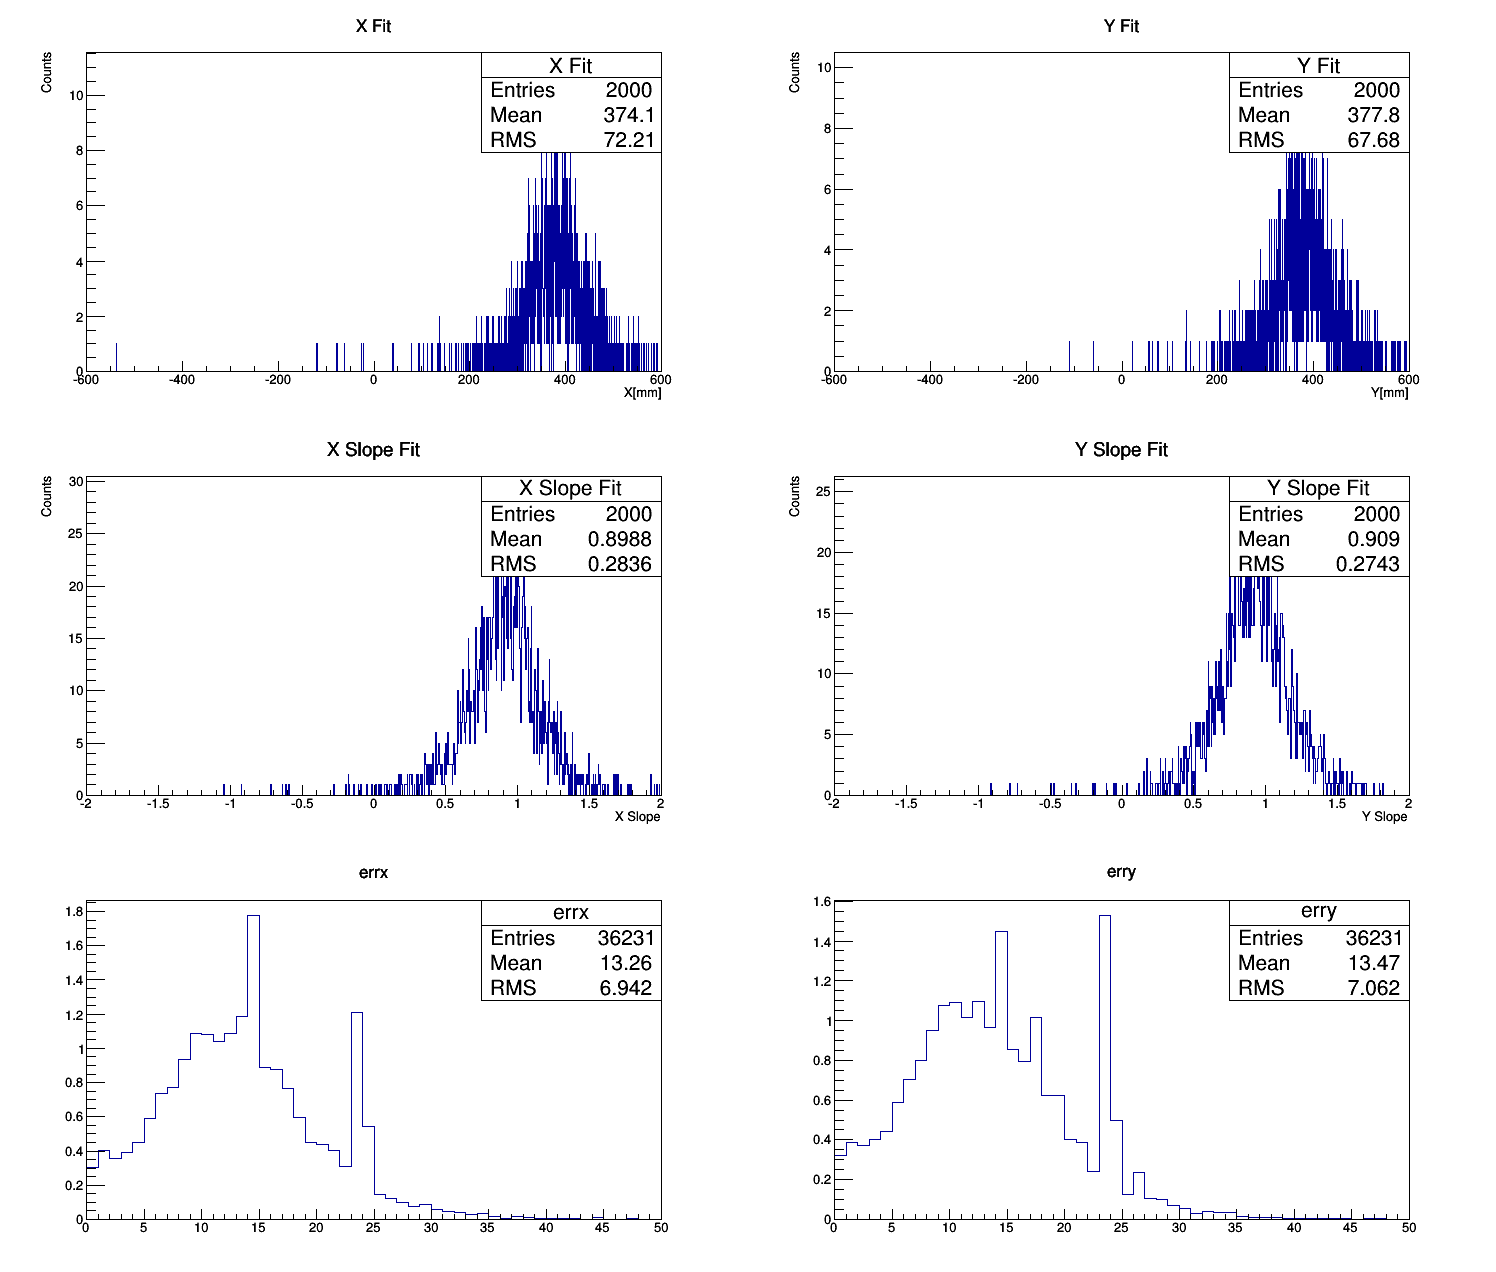 X Fit
Counts
X Fit
Entries 2000
Mean 374.1
RMS 72.21
10
8
6
4
2
0
-600 -400 -200 0 200 400 600
X[mm]
Y Fit
Counts
Y Fit
Entries 2000
Mean 377.8
RMS 67.68
10
8
6
4
2
0
-600 -400 -200 0 200 400 600
Y[mm]
X Slope Fit
Counts
X Slope Fit
Entries 2000
Mean 0.8988
RMS 0.2836
30
25
20
15
10
5
0
-2 -1.5 -1 -0.5 0 0.5 1 1.5 2
X Slope
Y Slope Fit
Counts
Y Slope Fit
Entries 2000
Mean 0.909
RMS 0.2743
25
20
15
10
5
0
-2 -1.5 -1 -0.5 0 0.5 1 1.5 2
Y Slope
errx
errx
Entries 36231
Mean 13.26
RMS 6.942
1.8
1.6
1.4
1.2
1
0.8
0.6
0.4
0.2
0
0 5 10 15 20 25 30 35 40 45 50
erry
erry
Entries 36231
Mean 13.47
RMS 7.062
1.6
1.4
1.2
1
0.8
0.6
0.4
0.2
0
0 5 10 15 20 25 30 35 40 45 50